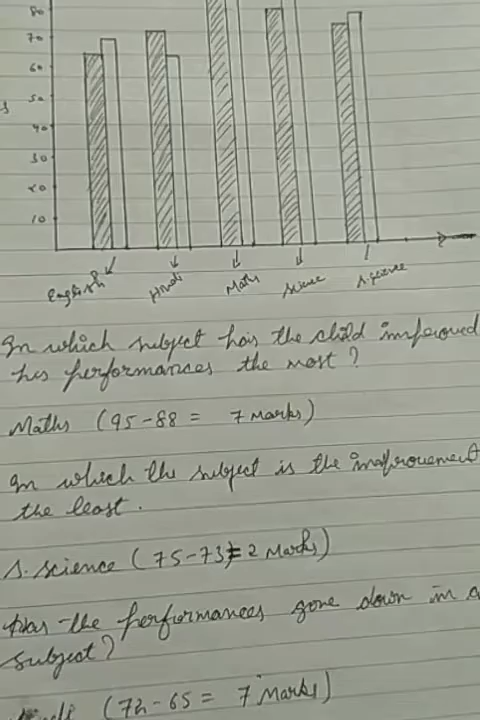 80
70
60
50
40
30
20
10
English Hindi Maths Science S.science
In which subject has the child improved
his performances the most?
Maths (95-88 = 7 Marks)
In which the subject is the improvement
the least.
S. science (75-73)= 2 Marks)
Has the performances gone down in a
subject?
(72-65 = 7 Marks)